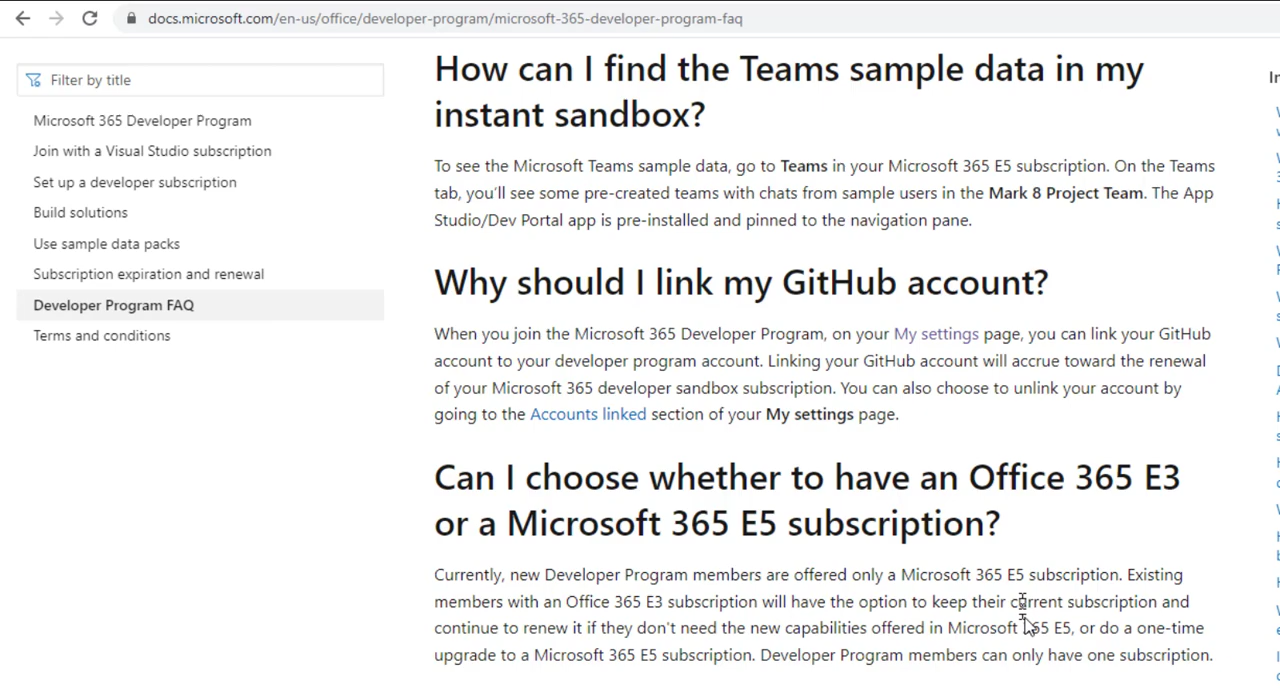 docs.microsoft.com/en-us/office/developer-program/microsoft-365-developer-program-faq
Filter by title
Microsoft 365 Developer Program
Join with a Visual Studio subscription
Set up a developer subscription
Build solutions
Use sample data packs
Subscription expiration and renewal
Developer Program FAQ
Terms and conditions
How can I find the Teams sample data in my
instant sandbox?
To see the Microsoft Teams sample data, go to Teams in your Microsoft 365 E5 subscription. On the Teams
tab, you'll see some pre-created teams with chats from sample users in the Mark 8 Project Team. The App
Studio/Dev Portal app is pre-installed and pinned to the navigation pane.
Why should I link my GitHub account?
When you join the Microsoft 365 Developer Program, on your My settings page, you can link your GitHub
account to your developer program account. Linking your GitHub account will accrue toward the renewal
of your Microsoft 365 developer sandbox subscription. You can also choose to unlink your account by
going to the Accounts linked section of your My settings page.
Can I choose whether to have an Office 365 E3
or a Microsoft 365 E5 subscription?
Currently, new Developer Program members are offered only a Microsoft 365 E5 subscription. Existing
members with an Office 365 E3 subscription will have the option to keep their current subscription and
continue to renew it if they don't need the new capabilities offered in Microsoft 365 E5, or do a one-time
upgrade to a Microsoft 365 E5 subscription. Developer Program members can only have one subscription.